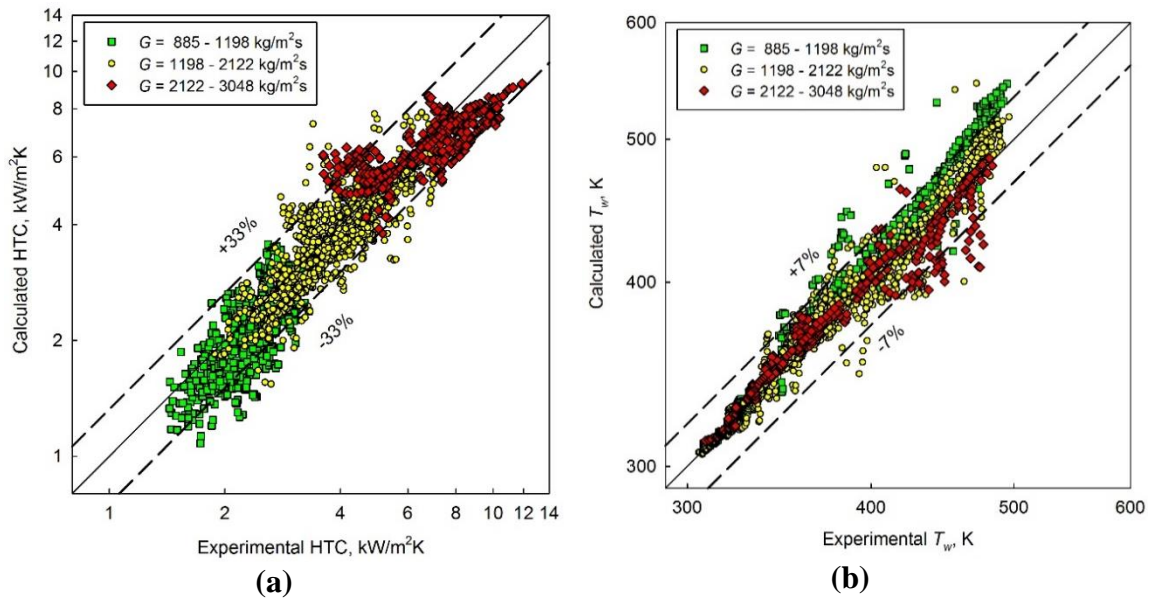 14
12
10
8
6
4
2
1
Calculated HTC, kW/m²K
G = 885 - 1198 kg/m²s
G = 1198 - 2122 kg/m²s
G = 2122 - 3048 kg/m²s
+33%
-33%
1 2 4 6 8 10 12 14
Experimental HTC, kW/m²K
(a)
600
500
400
300
Calculated Tw, K
G = 885 - 1198 kg/m²s
G = 1198 - 2122 kg/m²s
G = 2122 - 3048 kg/m²s
+7%
-7%
300 400 500 600
Experimental Tw, K
(b)